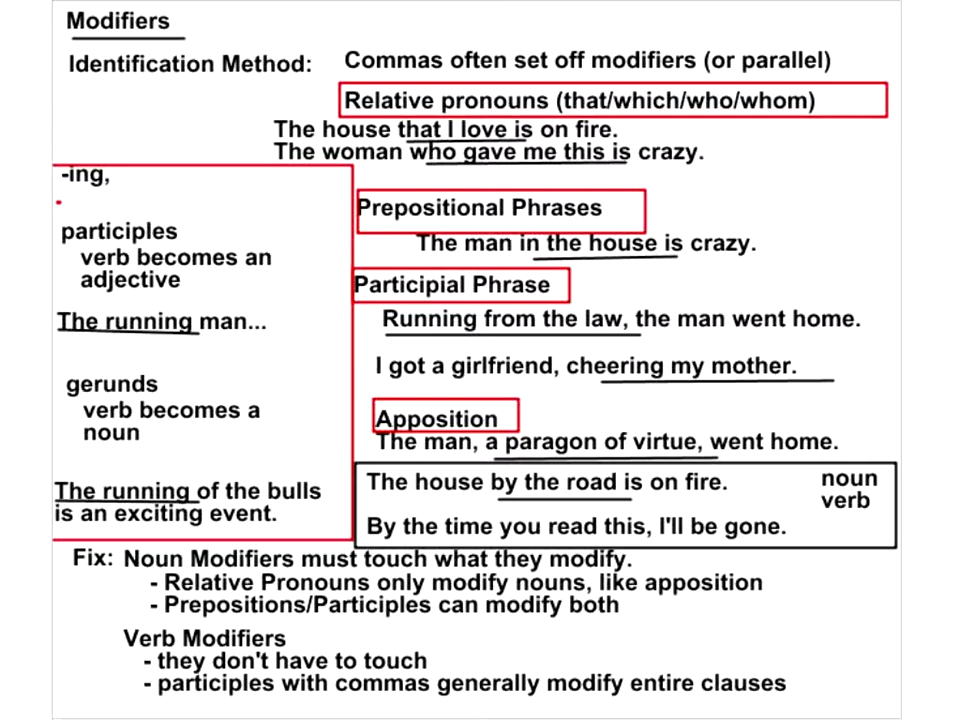 Modifiers
Identification Method:
Commas often set off modifiers (or parallel)
Relative pronouns (that/which/who/whom)
The house that I love is on fire.
The woman who gave me this is crazy.
-ing,
participles
verb becomes an
adjective
The running man...
gerunds
verb becomes a
noun
The running of the bulls
is an exciting event.
Prepositional Phrases
The man in the house is crazy.
Participial Phrase
Running from the law, the man went home.
I got a girlfriend, cheering my mother.
Apposition
The man, a paragon of virtue, went home.
The house by the road is on fire.
noun
verb
By the time you read this, I'll be gone.
Fix: Noun Modifiers must touch what they modify.
- Relative Pronouns only modify nouns, like apposition
- Prepositions/Participles can modify both
Verb Modifiers
- they don't have to touch
- participles with commas generally modify entire clauses